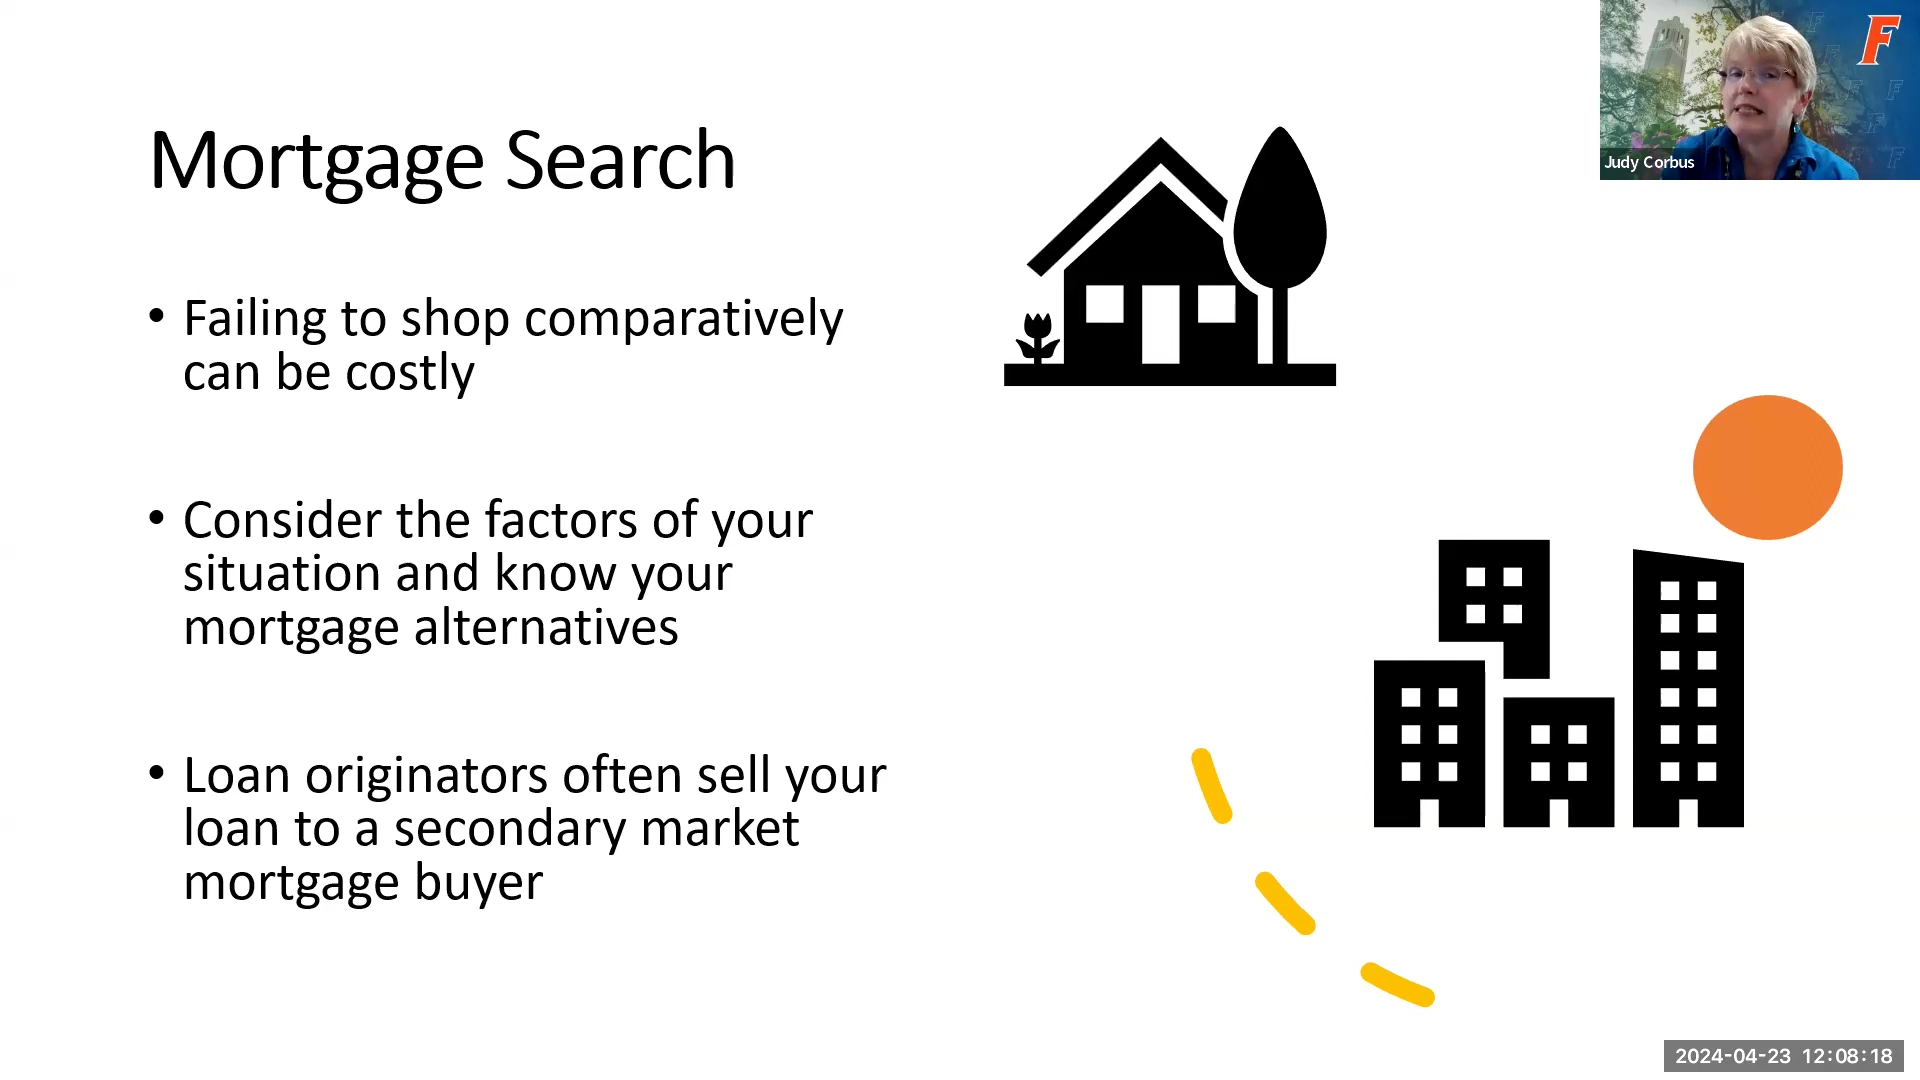 Mortgage Search
• Failing to shop comparatively
can be costly
• Consider the factors of your
situation and know your
mortgage alternatives
• Loan originators often sell your
loan to a secondary market
mortgage buyer
F
Judy Corbus
2024-04-23 12:08:18